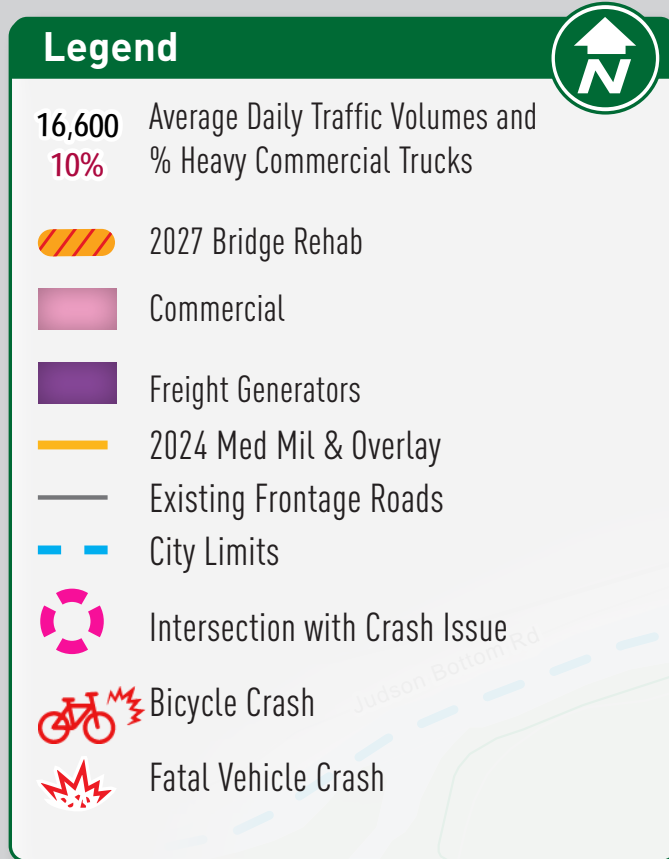 Legend
N
16,600 Average Daily Traffic Volumes and
10% % Heavy Commercial Trucks
2027 Bridge Rehab
Commercial
Freight Generators
2024 Med Mil & Overlay
Existing Frontage Roads
City Limits
Intersection with Crash Issue
Judson Bottom Rd
Bicycle Crash
Fatal Vehicle Crash